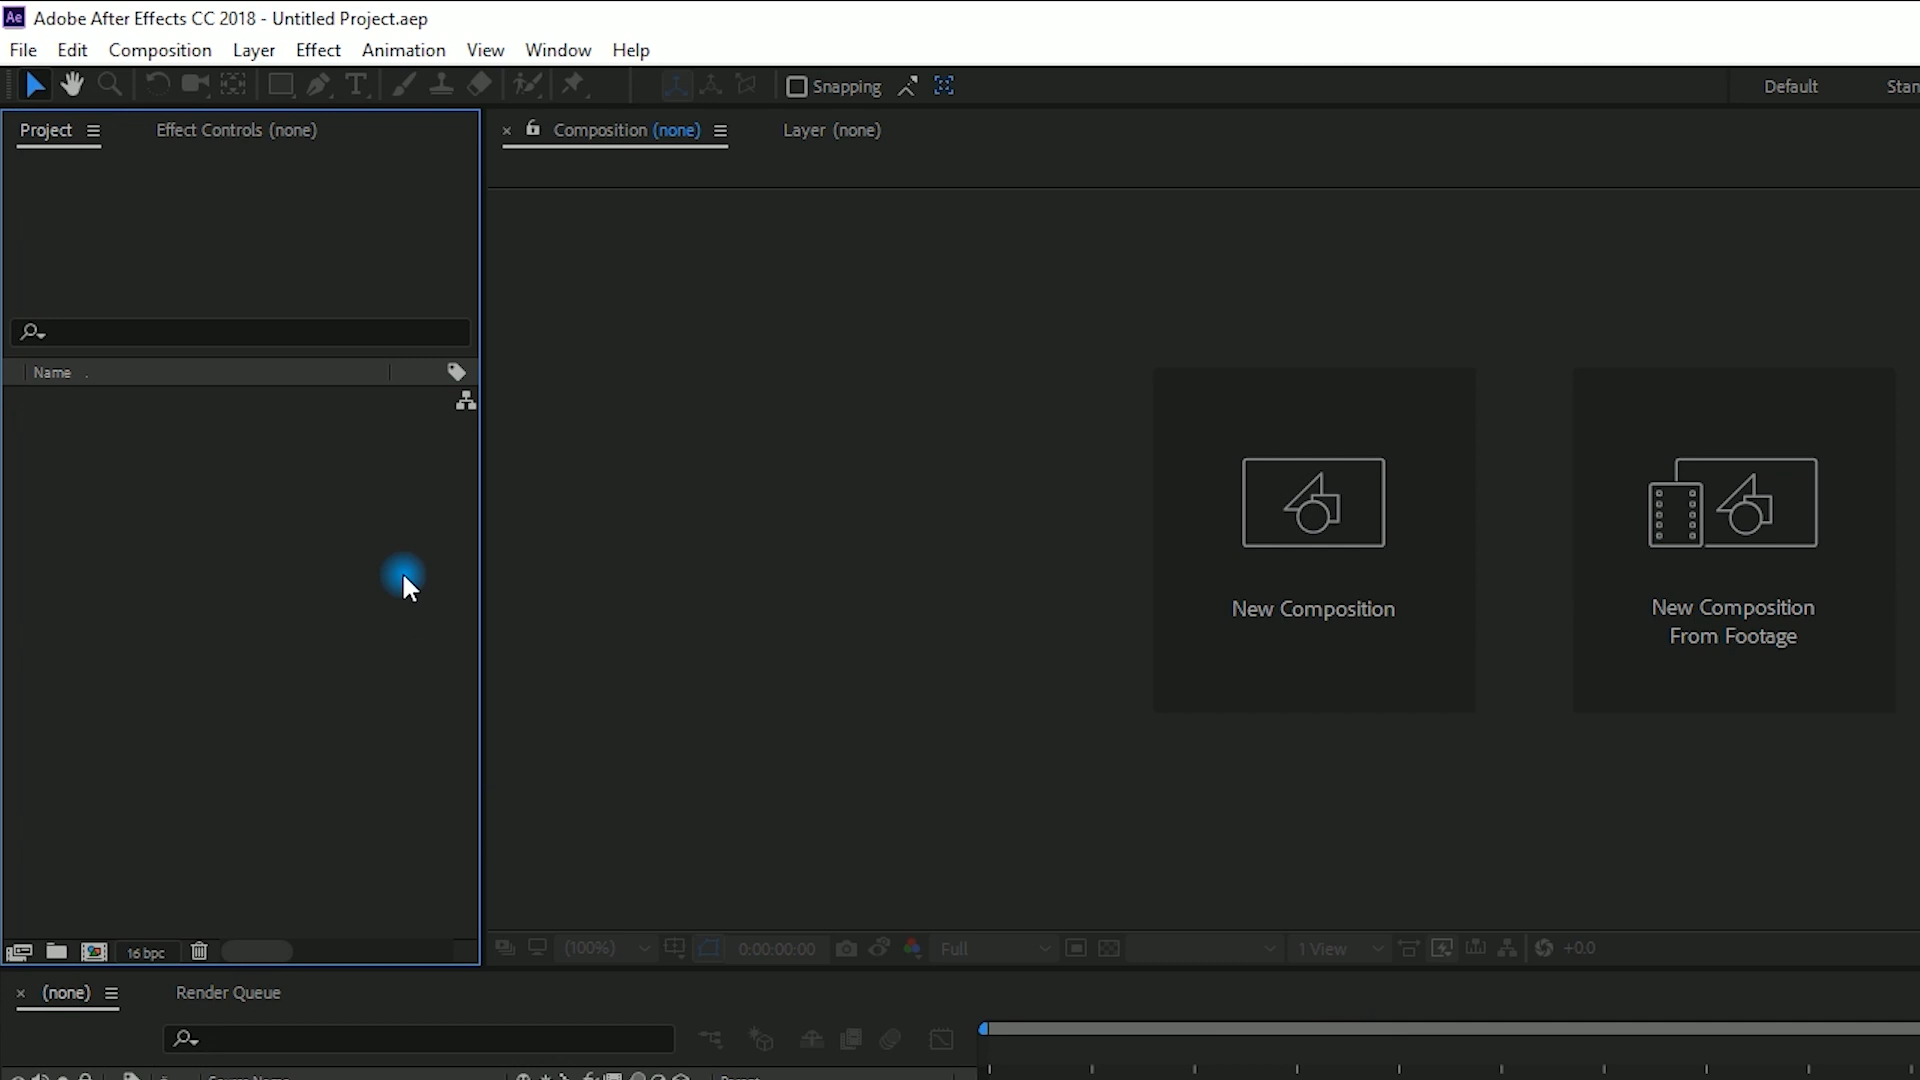 Ae Adobe After Effects CC 2018 - Untitled Project.aep
File Edit Composition Layer Effect Animation View Window Help
Snapping Default
Project Effect Controls (none) Composition (none) Layer (none)
Name
New Composition
New Composition
From Footage
16 bpc (100%) 0:00:00:00 Full 1 View +0.0
(none) Render Queue